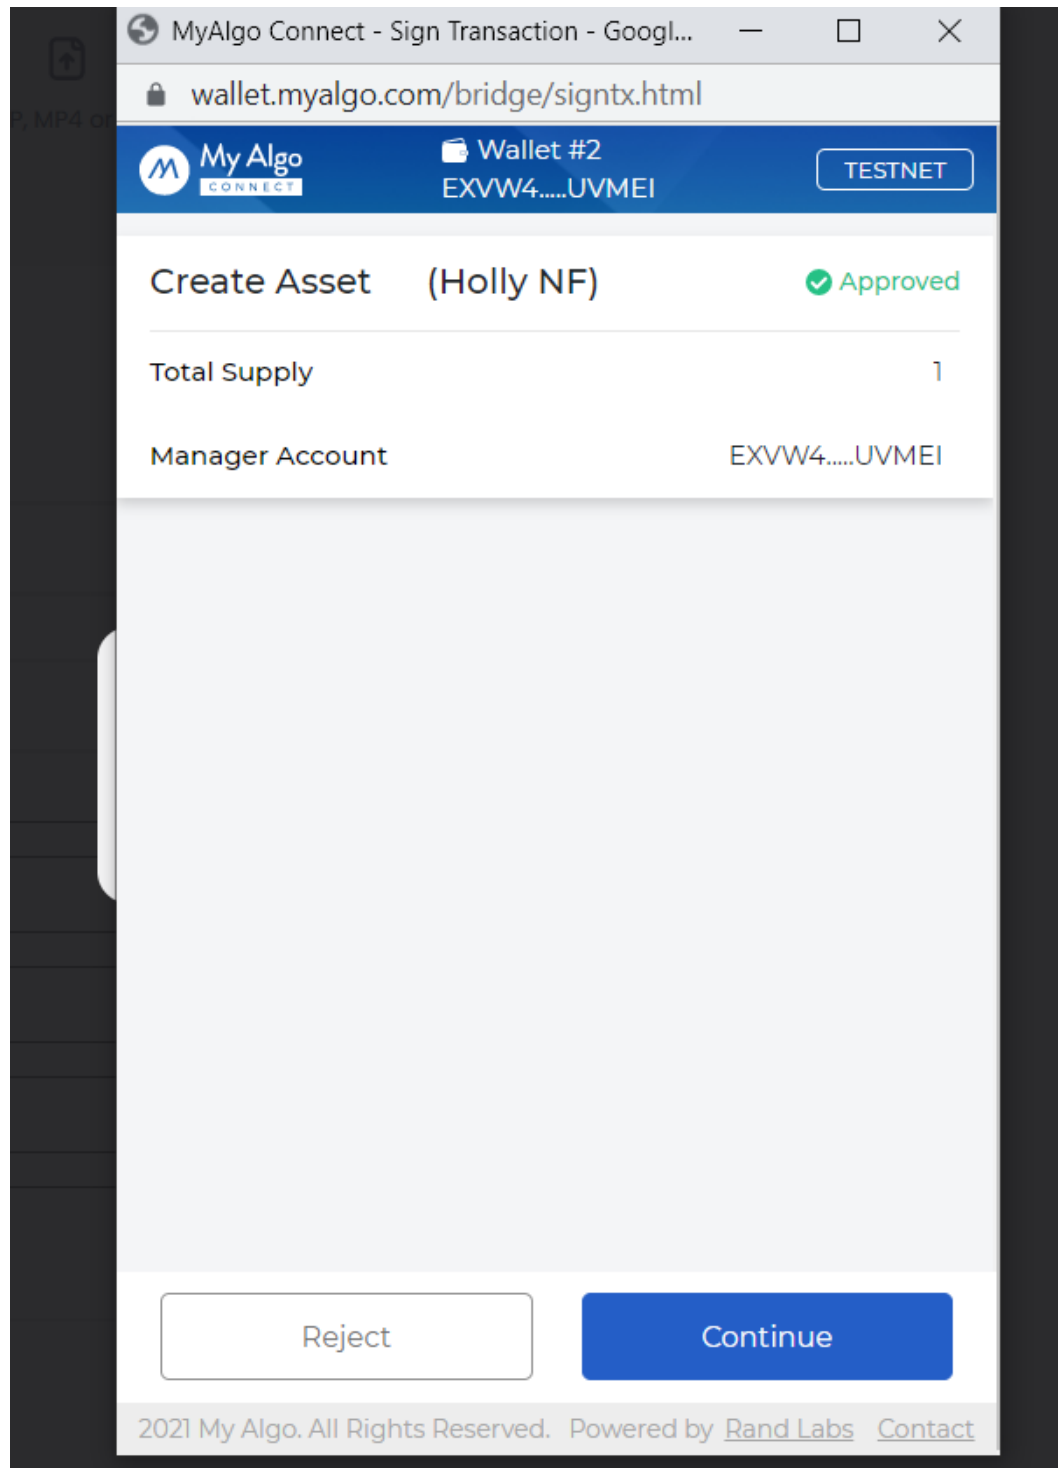 MyAlgo Connect - Sign Transaction - Googl...
wallet.myalgo.com/bridge/signtx.html
P, MP4 or
My Algo
CONNECT
Wallet #2
EXVW4.....UVMEI
TESTNET
Create Asset (Holly NF) Approved
Total Supply 1
Manager Account EXVW4.....UVMEI
Reject Continue
2021 My Algo. All Rights Reserved. Powered by Rand Labs Contact